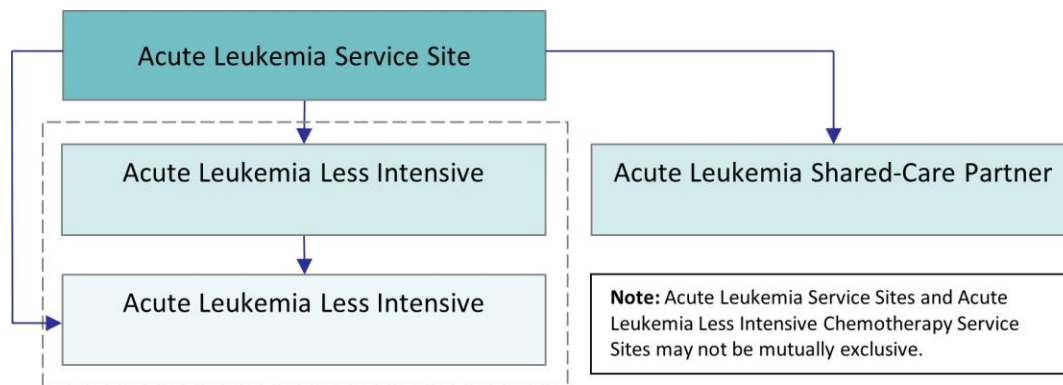 Acute Leukemia Service Site
Acute Leukemia Less Intensive
Acute Leukemia Shared-Care Partner
Acute Leukemia Less Intensive
Note: Acute Leukemia Service Sites and Acute
Leukemia Less Intensive Chemotherapy Service
Sites may not be mutually exclusive.